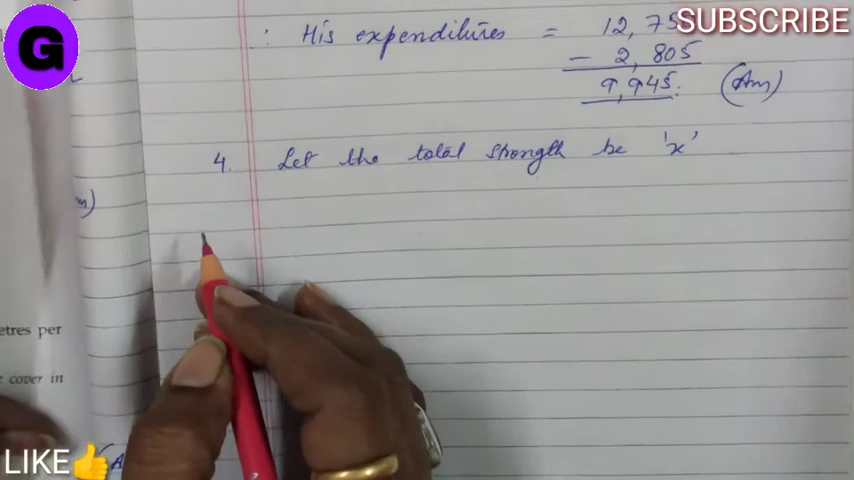 G
SUBSCRIBE
∴ His expenditures = 12,75
- 2,805
9,945. (Ans)
4. Let the total strength be 'x'
etres per
e cover in
LIKE👍